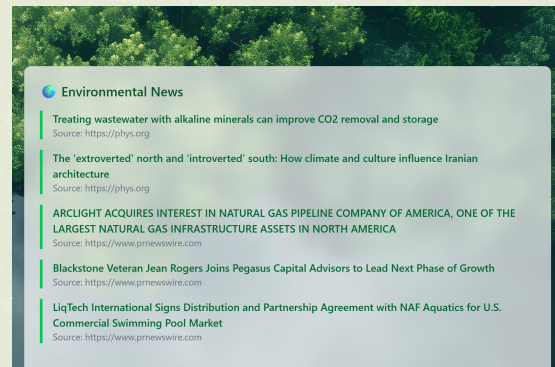 Environmental News
Treating wastewater with alkaline minerals can improve CO2 removal and storage
Source: https://phys.org
The 'extroverted' north and 'introverted' south: How climate and culture influence Iranian
architecture
Source: https://phys.org
ARCLIGHT ACQUIRES INTEREST IN NATURAL GAS PIPELINE COMPANY OF AMERICA, ONE OF THE
LARGEST NATURAL GAS INFRASTRUCTURE ASSETS IN NORTH AMERICA
Source: https://www.prnewswire.com
Blackstone Veteran Jean Rogers Joins Pegasus Capital Advisors to Lead Next Phase of Growth
Source: https://www.prnewswire.com
LiqTech International Signs Distribution and Partnership Agreement with NAF Aquatics for U.S.
Commercial Swimming Pool Market
Source: https://www.prnewswire.com